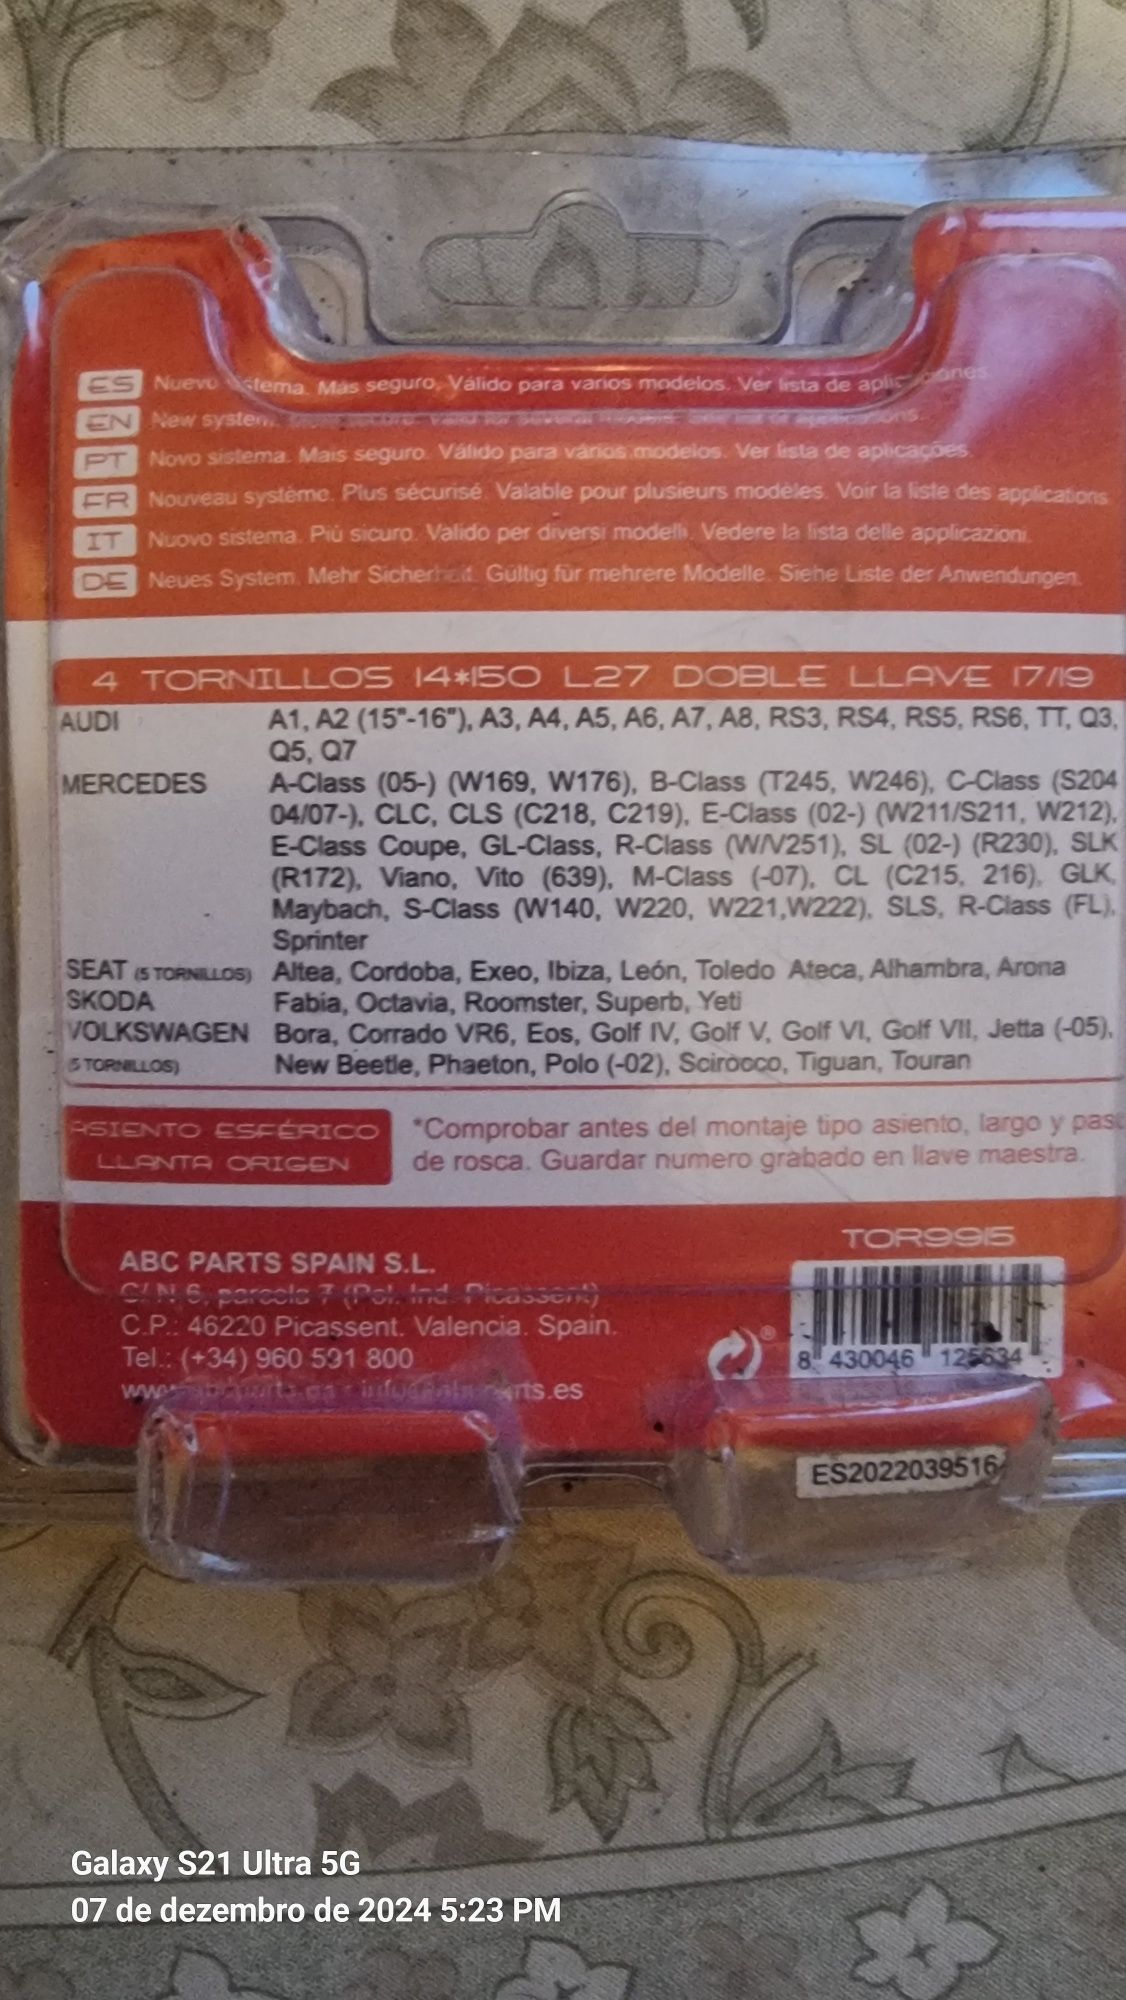 ES Nuevo sistema. Más seguro. Válido para varios modelos. Ver lista de aplicaciones.
EN New system.
PT Novo sistema. Mais seguro. Válido para vários modelos. Ver lista de aplicações.
FR Nouveau système. Plus sécurisé. Valable pour plusieurs modèles. Voir la liste des applications
IT Nuovo sistema. Più sicuro. Valido per diversi modelli. Vedere la lista delle applicazioni.
DE Neues System. Mehr Sicherheit. Gültig für mehrere Modelle. Siehe Liste der Anwendungen.
4 TORNILLOS 14*150 L27 DOBLE LLAVE 17/19
AUDI A1, A2 (15"-16"), A3, A4, A5, A6, A7, A8, RS3, RS4, RS5, RS6, TT, Q3,
Q5, Q7
MERCEDES A-Class (05-) (W169, W176), B-Class (T245, W246), C-Class (S204
04/07-), CLC, CLS (C218, C219), E-Class (02-) (W211/S211, W212),
E-Class Coupe, GL-Class, R-Class (W/V251), SL (02-) (R230), SLK
(R172), Viano, Vito (639), M-Class (-07), CL (C215, 216), GLK,
Maybach, S-Class (W140, W220, W221,W222), SLS, R-Class (FL),
Sprinter
SEAT (5 TORNILLOS) Altea, Cordoba, Exeo, Ibiza, León, Toledo Ateca, Alhambra, Arona
SKODA Fabia, Octavia, Roomster, Superb, Yeti
VOLKSWAGEN Bora, Corrado VR6, Eos, Golf IV, Golf V, Golf VI, Golf VII, Jetta (-05),
5 TORNILLOS) New Beetle, Phaeton, Polo (-02), Scirocco, Tiguan, Touran
ASIENTO ESFÉRICO
LLANTA ORIGEN
*Comprobar antes del montaje tipo asiento, largo y pas
de rosca. Guardar numero grabado en llave maestra.
TOR9915
ABC PARTS SPAIN S.L.
C/ N 6, parcela 7 (Pol. Ind. Picassent)
C.P.: 46220 Picassent. Valencia. Spain.
Tel.: (+34) 960 591 800
8 430046 125634
ES2022039516
Galaxy S21 Ultra 5G
07 de dezembro de 2024 5:23 PM